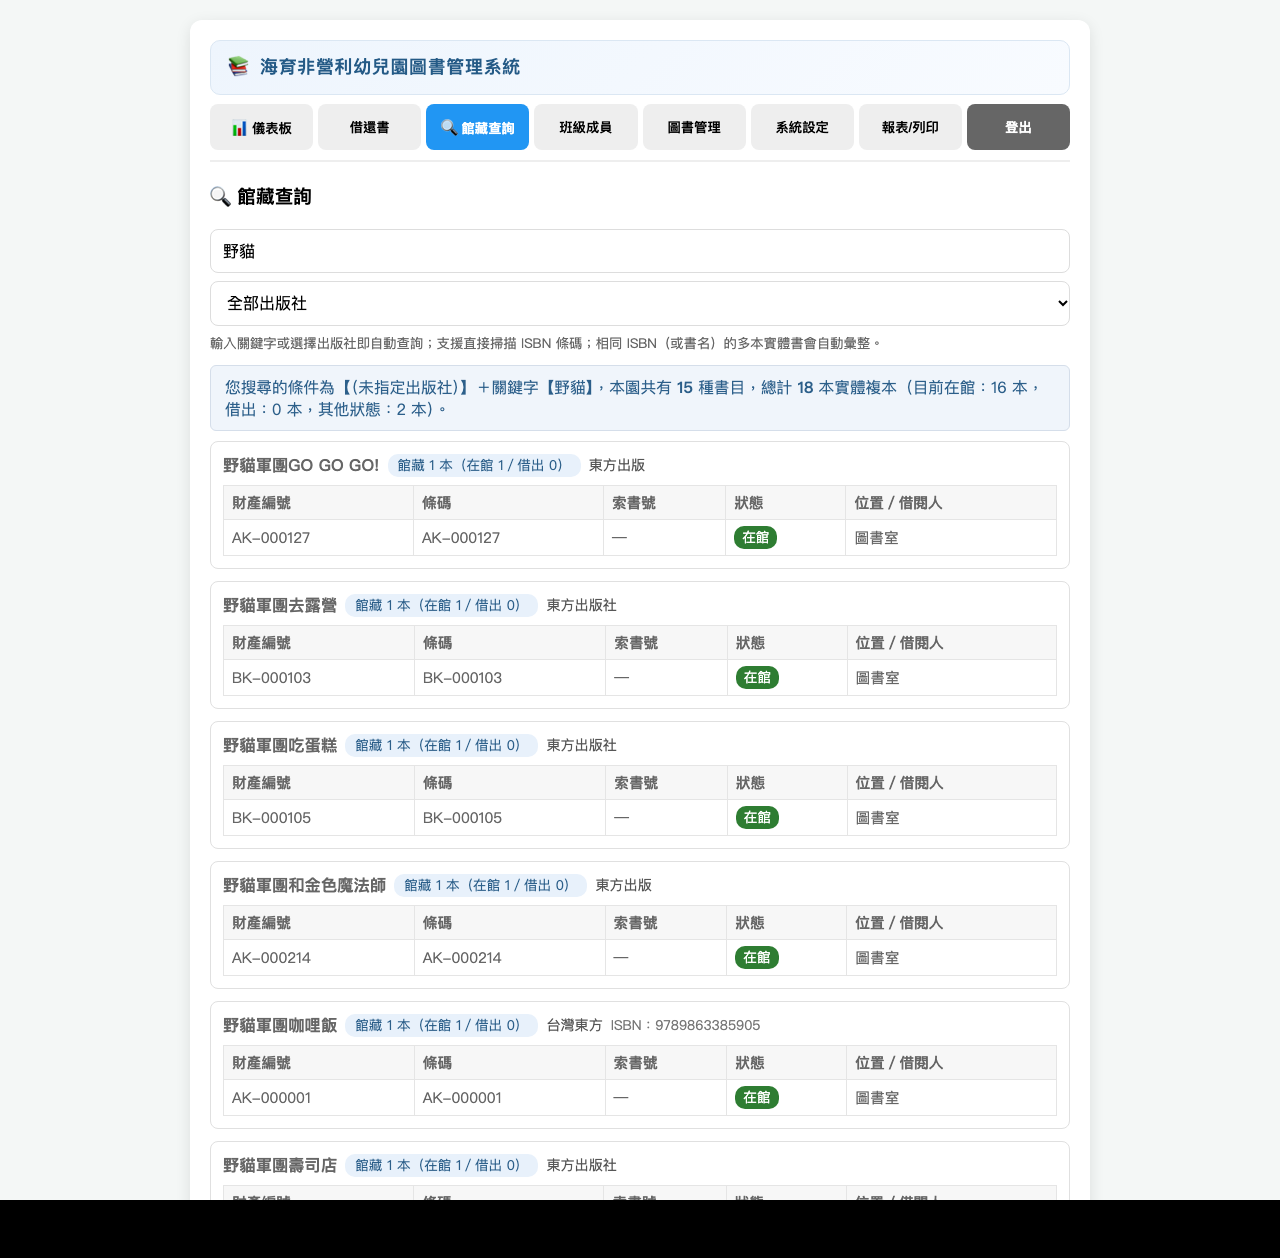 海育非營利幼兒園圖書管理系統
儀表板 借還書 館藏查詢 班級成員 圖書管理 系統設定 報表/列印 登出
館藏查詢
野貓
全部出版社
輸入關鍵字或選擇出版社即自動查詢；支援直接掃描 ISBN 條碼；相同 ISBN（或書名）的多本實體書會自動彙整。
您搜尋的條件為【(未指定出版社)】＋關鍵字【野貓】，本園共有 15 種書目，總計 18 本實體複本（目前在館：16 本，
借出：0 本，其他狀態：2 本）。
野貓軍團GO GO GO! 館藏 1 本（在館 1 / 借出 0） 東方出版
財產編號 條碼 索書號 狀態 位置 / 借閱人
AK-000127 AK-000127 — 在館 圖書室
野貓軍團去露營 館藏 1 本（在館 1 / 借出 0） 東方出版社
財產編號 條碼 索書號 狀態 位置 / 借閱人
BK-000103 BK-000103 — 在館 圖書室
野貓軍團吃蛋糕 館藏 1 本（在館 1 / 借出 0） 東方出版社
財產編號 條碼 索書號 狀態 位置 / 借閱人
BK-000105 BK-000105 — 在館 圖書室
野貓軍團和金色魔法師 館藏 1 本（在館 1 / 借出 0） 東方出版
財產編號 條碼 索書號 狀態 位置 / 借閱人
AK-000214 AK-000214 — 在館 圖書室
野貓軍團咖哩飯 館藏 1 本（在館 1 / 借出 0） 台灣東方 ISBN：9789863385905
財產編號 條碼 索書號 狀態 位置 / 借閱人
AK-000001 AK-000001 — 在館 圖書室
野貓軍團壽司店 館藏 1 本（在館 1 / 借出 0） 東方出版社